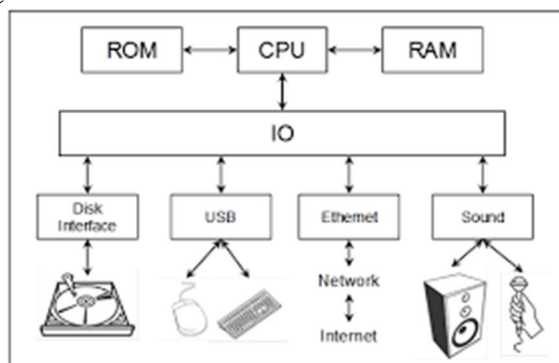 ROM
CPU
RAM
IO
Disk
Interface
USB
Ethernet
Sound
Network
Internet